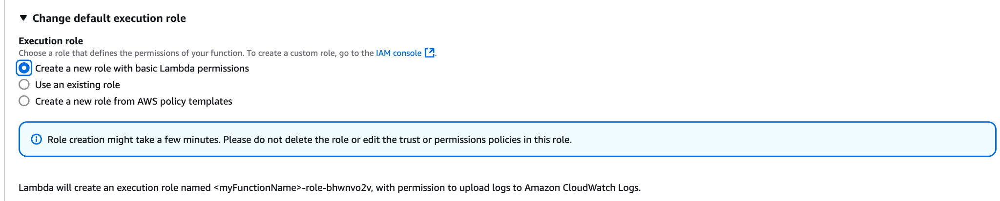 Change default execution role
Execution role
Choose a role that defines the permissions of your function. To create a custom role, go to the IAM console.
Create a new role with basic Lambda permissions
Use an existing role
Create a new role from AWS policy templates
Role creation might take a few minutes. Please do not delete the role or edit the trust or permissions policies in this role.
Lambda will create an execution role named <myFunctionName>-role-bhwnvo2v, with permission to upload logs to Amazon CloudWatch Logs.